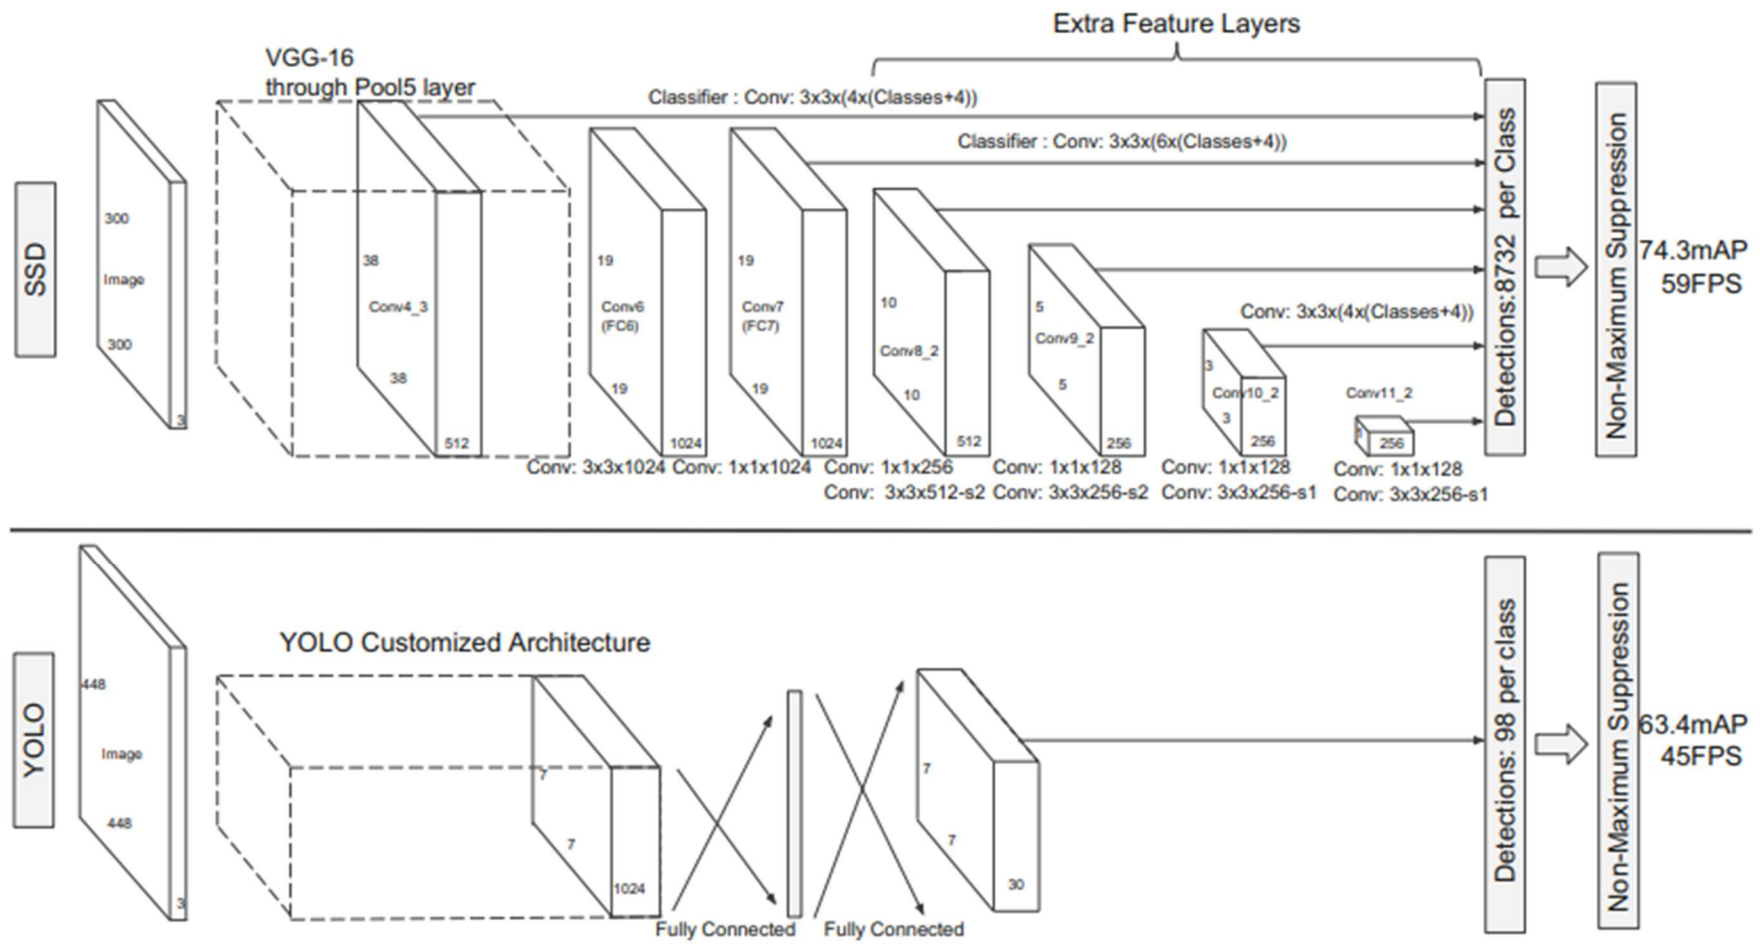 Extra Feature Layers
VGG-16
through Pool5 layer
Classifier : Conv: 3x3x(4x(Classes+4))
Classifier : Conv: 3x3x(6x(Classes+4))
SSD
300
Image
300
3
38
Conv4_3
38
512
19
Conv6
(FC6)
19
1024
19
Conv7
(FC7)
19
1024
10
Conv8_2
10
512
5
Conv9_2
5
256
Conv: 3x3x(4x(Classes+4))
3
Conv10_2
3
256
Conv11_2
1
256
Conv: 3x3x1024
Conv: 1x1x1024
Conv: 1x1x256
Conv: 3x3x512-s2
Conv: 1x1x128
Conv: 3x3x256-s2
Conv: 1x1x128
Conv: 3x3x256-s1
Conv: 1x1x128
Conv: 3x3x256-s1
Detections:8732 per Class
Non-Maximum Suppression
74.3mAP
59FPS
YOLO
448
Image
448
3
YOLO Customized Architecture
7
7
1024
Fully Connected
Fully Connected
7
7
30
Detections: 98 per class
Non-Maximum Suppression
63.4mAP
45FPS